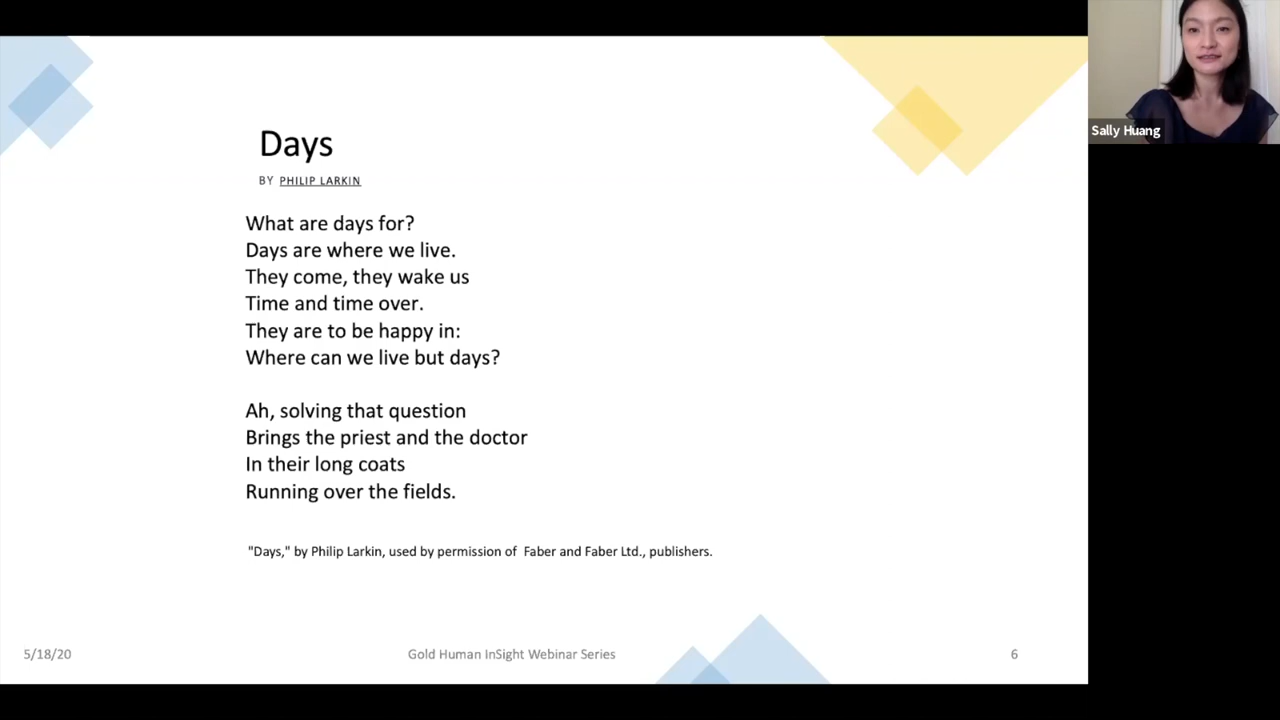 Days
BY PHILIP LARKIN
What are days for?
Days are where we live.
They come, they wake us
Time and time over.
They are to be happy in:
Where can we live but days?
Ah, solving that question
Brings the priest and the doctor
In their long coats
Running over the fields.
"Days," by Philip Larkin, used by permission of Faber and Faber Ltd., publishers.
5/18/20
Gold Human InSight Webinar Series
6
Sally Huang